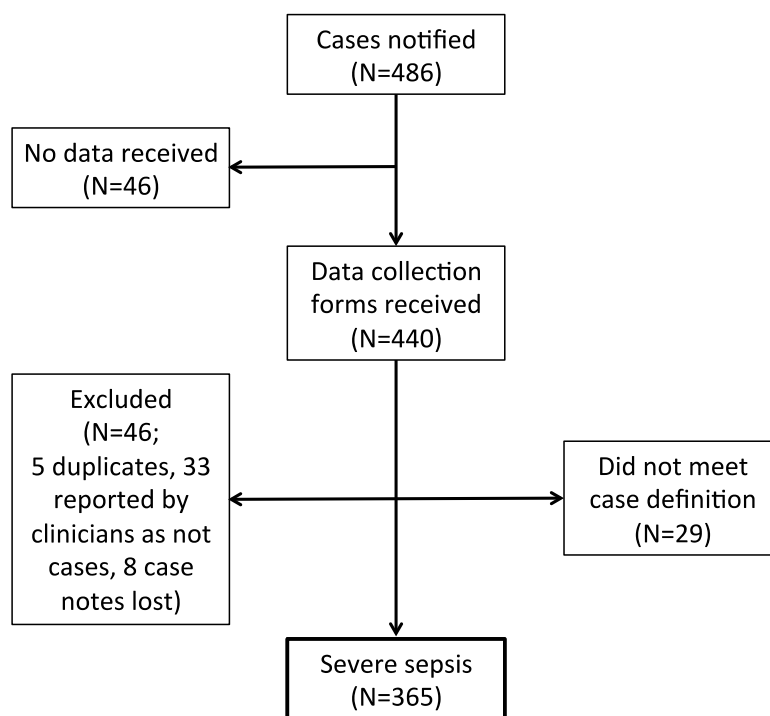 Cases notified
(N=486)
No data received
(N=46)
Data collection
forms received
(N=440)
Excluded
(N=46;
5 duplicates, 33
reported by
clinicians as not
cases, 8 case
notes lost)
Did not meet
case definition
(N=29)
Severe sepsis
(N=365)